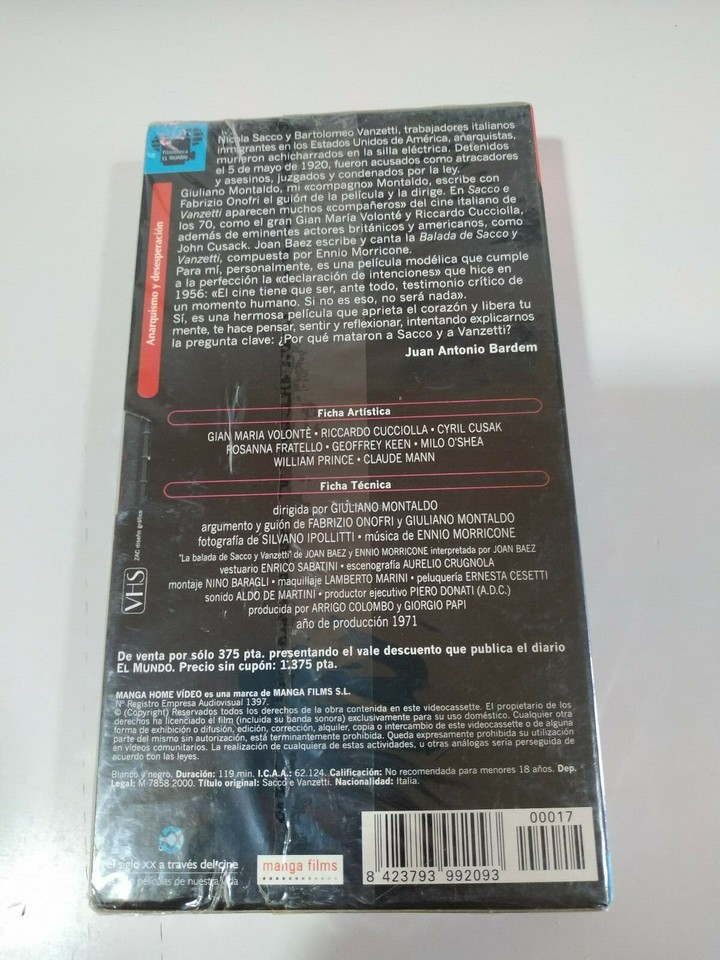 Filmoteca
EL MUNDO
Nicola Sacco y Bartolomeo Vanzetti, trabajadores italianos
inmigrantes en los Estados Unidos de América, anarquistas,
murieron achicharrados en la silla eléctrica. Detenidos
el 5 de mayo de 1920, fueron acusados como atracadores
y asesinos, juzgados y condenados por la ley.
Giuliano Montaldo, mi «compagno» Montaldo, escribe con
Fabrizio Onofri el guión de la película y la dirige. En Sacco e
Vanzetti aparecen muchos «compañeros» del cine italiano de
los 70, como el gran Gian María Volonté y Riccardo Cucciolla,
además de eminentes actores británicos y americanos, como
John Cusack. Joan Baez escribe y canta la Balada de Sacco y
Vanzetti, compuesta por Ennio Morricone.
Para mí, personalmente, es una película modélica que cumple
a la perfección la «declaración de intenciones» que hice en
1956: «El cine tiene que ser, ante todo, testimonio crítico de
un momento humano. Si no es eso, no será nada».
Sí, es una hermosa película que aprieta el corazón y libera tu
mente, te hace pensar, sentir y reflexionar, intentando explicarnos
la pregunta clave: ¿Por qué mataron a Sacco y a Vanzetti?
Juan Antonio Bardem
Anarquismo y desesperación
Ficha Artística
GIAN MARIA VOLONTÈ • RICCARDO CUCCIOLLA • CYRIL CUSAK
ROSANNA FRATELLO • GEOFFREY KEEN • MILO O'SHEA
WILLIAM PRINCE • CLAUDE MANN
Ficha Técnica
dirigida por GIULIANO MONTALDO
argumento y guión de FABRIZIO ONOFRI y GIULIANO MONTALDO
fotografía de SILVANO IPOLLITTI • música de ENNIO MORRICONE
"La balada de Sacco y Vanzetti" de JOAN BAEZ y ENNIO MORRICONE interpretada por JOAN BAEZ
vestuario ENRICO SABATINI • escenografía AURELIO CRUGNOLA
montaje NINO BARAGLI • maquillaje LAMBERTO MARINI • peluquería ERNESTA CESETTI
sonido ALDO DE MARTINI • productor ejecutivo PIERO DONATI (A.D.C.)
producida por ARRIGO COLOMBO y GIORGIO PAPI
año de producción 1971
VHS
ZAC diseño gráfico
De venta por sólo 375 pta. presentando el vale descuento que publica el diario
EL MUNDO. Precio sin cupón: 1.375 pta.
MANGA HOME VÍDEO es una marca de MANGA FILMS S.L.
Nº Registro Empresa Audiovisual 1397.
© (Copyright) Reservados todos los derechos de la obra contenida en este videocassette. El propietario de los
derechos ha licenciado el film (incluida su banda sonora) exclusivamente para su uso doméstico. Cualquier otra
forma de exhibición o difusión, edición, corrección, alquiler, copia o intercambio de este videocassette o de alguna
parte del mismo sin autorización, está terminantemente prohibida. Queda expresamente prohibida su utilización
en vídeos comunitarios. La realización de cualquiera de estas actividades, u otras análogas sería perseguida de
acuerdo con las leyes.
Blanco y negro. Duración: 119 min. I.C.A.A.: 62.124. Calificación: No recomendada para menores 18 años. Dep.
Legal: M-7858-2000. Título original: Sacco e Vanzetti. Nacionalidad: Italia.
el siglo XX a través del cine
películas de nuestra vida
manga films
8 423793 992093
00017